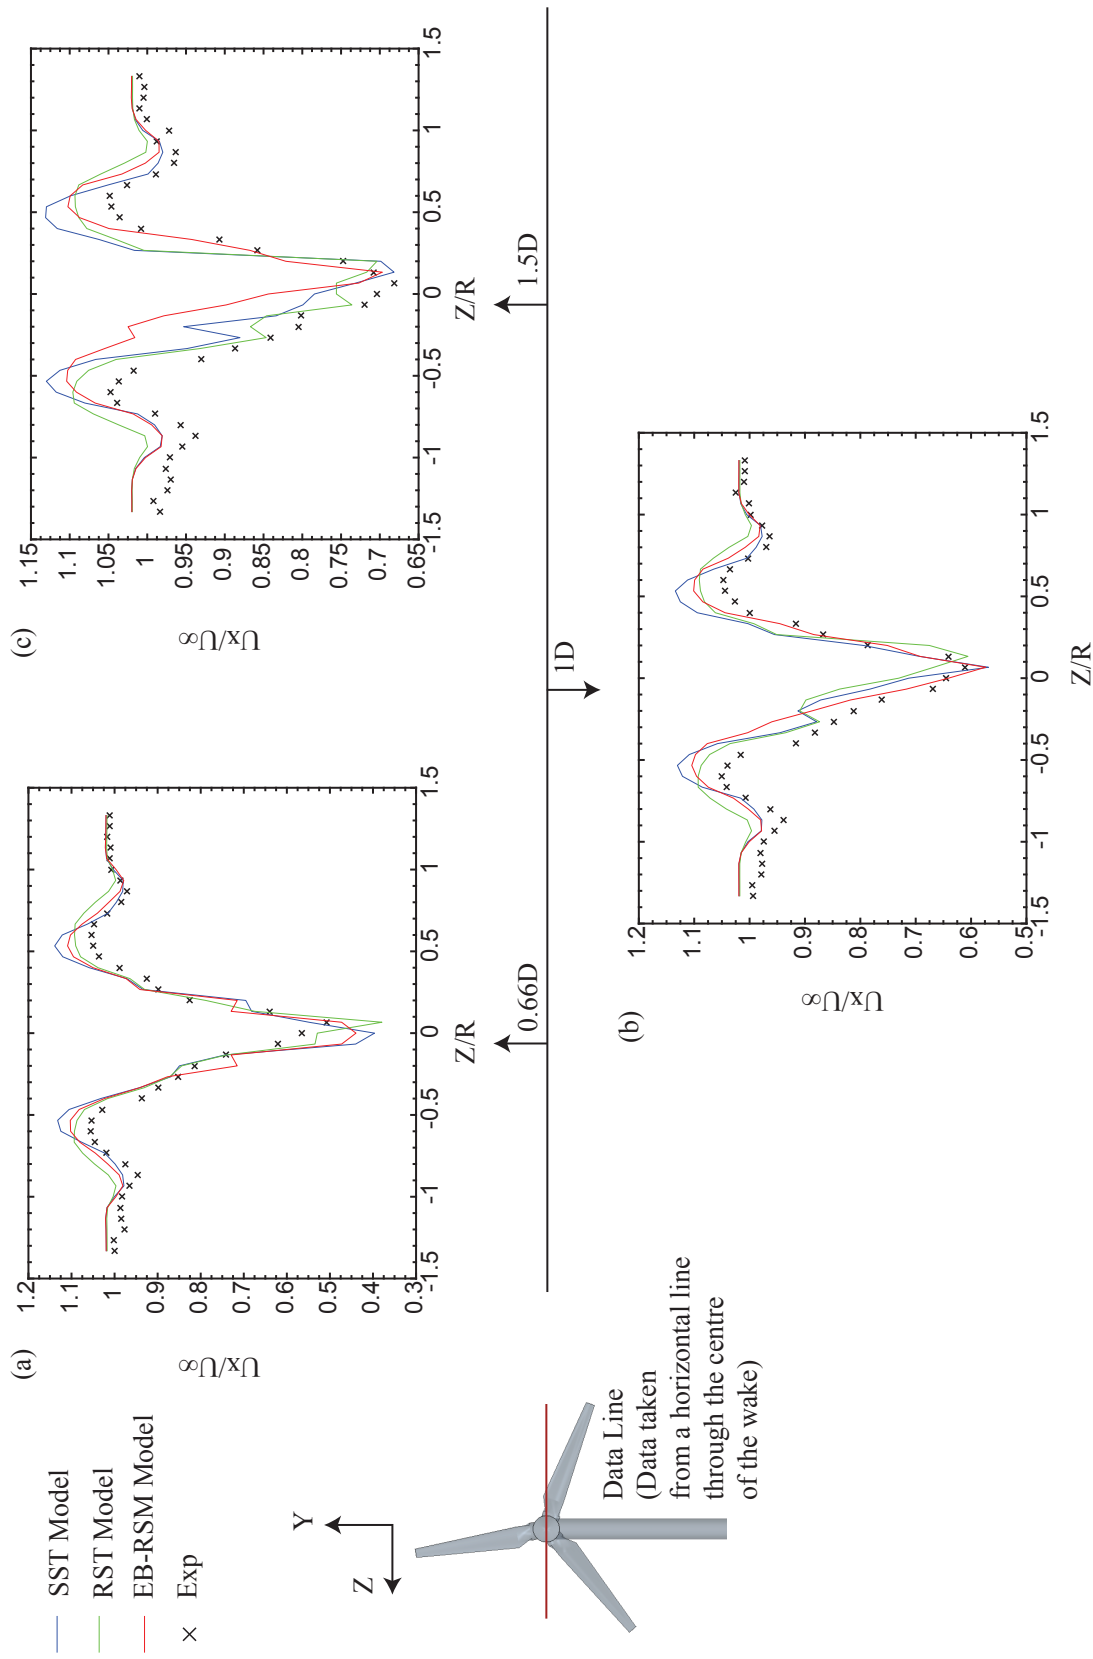 SST Model
RST Model
EB-RSM Model
Exp
Y
Z
Data Line
(Data taken
from a horizontal line
through the centre
of the wake)
(a)
Ux/U∞
1.2
1.1
1
0.9
0.8
0.7
0.6
0.5
0.4
0.3
-1.5
-1
-0.5
0
0.5
1
1.5
Z/R
0.66D
1D
1.5D
(b)
Ux/U∞
1.2
1.1
1
0.9
0.8
0.7
0.6
0.5
-1.5
-1
-0.5
0
0.5
1
1.5
Z/R
(c)
Ux/U∞
1.15
1.1
1.05
1
0.95
0.9
0.85
0.8
0.75
0.7
0.65
-1.5
-1
-0.5
0
0.5
1
1.5
Z/R